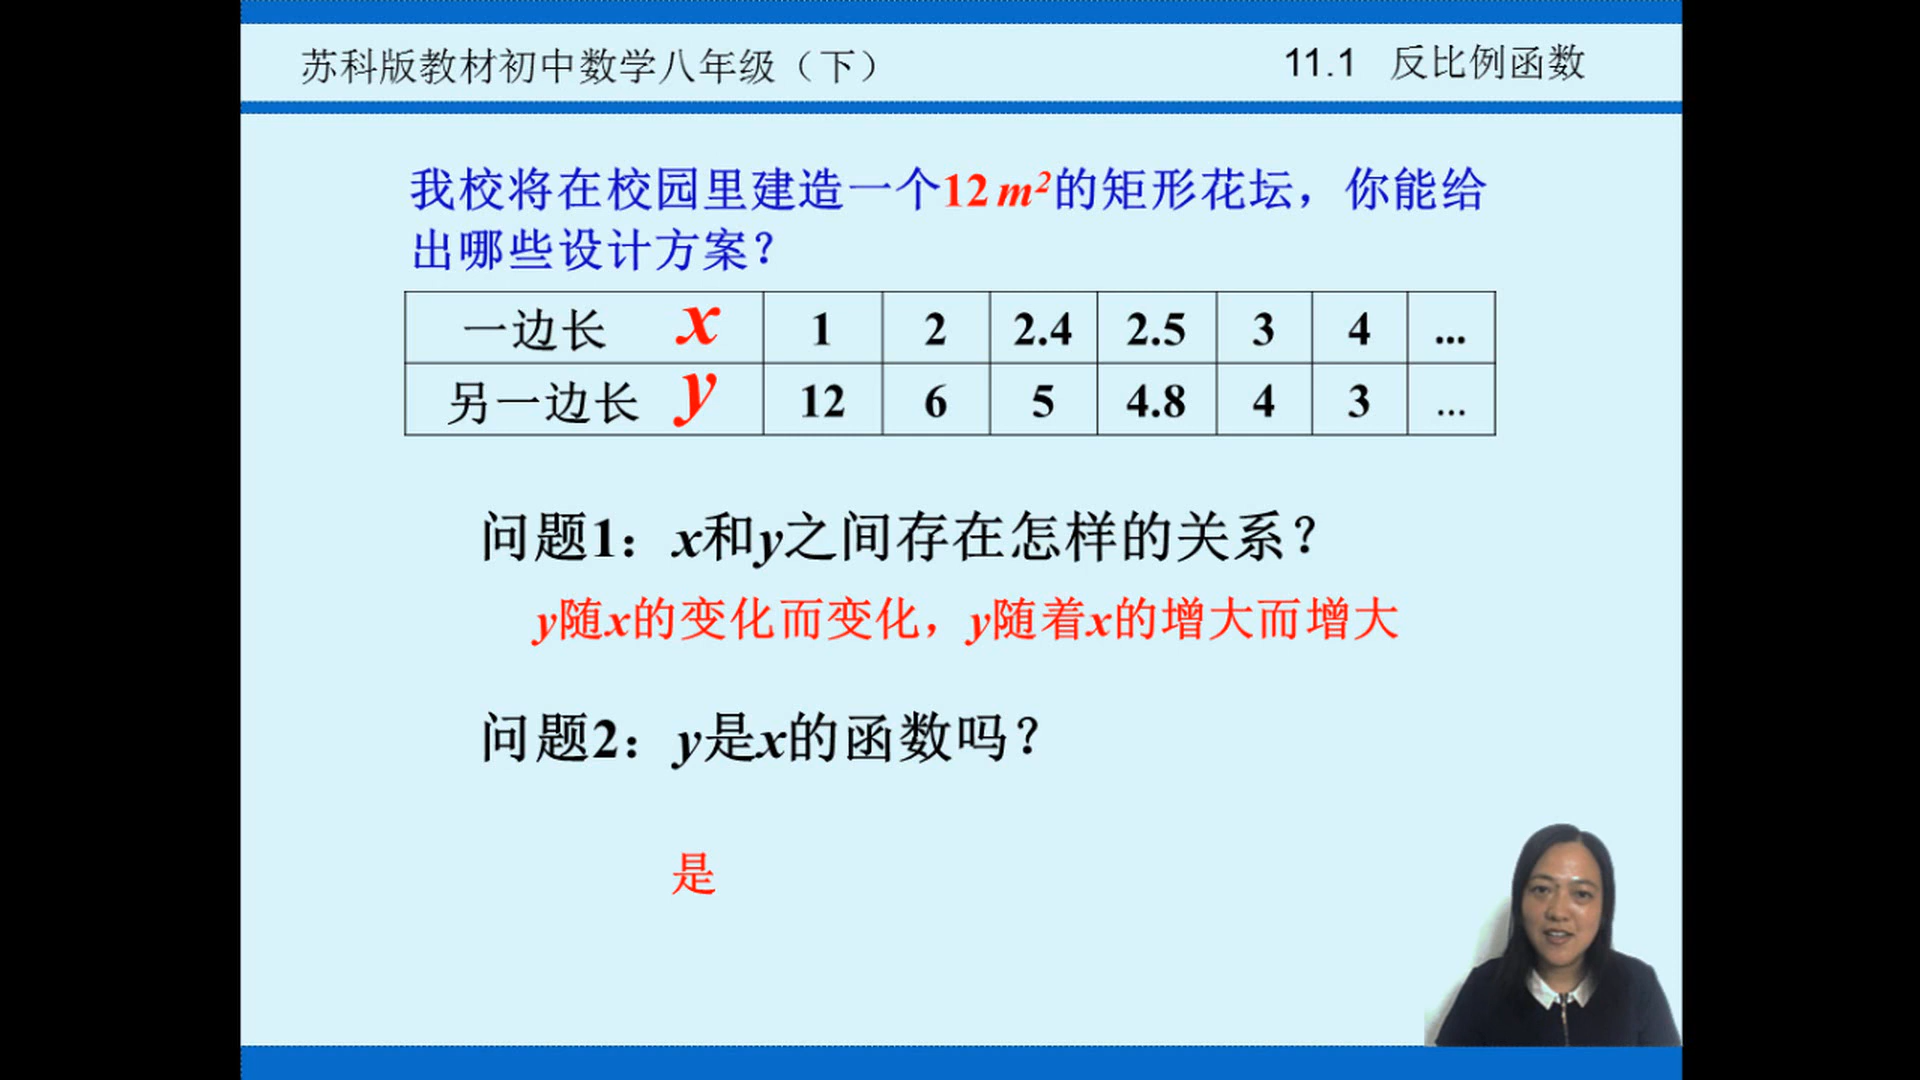 苏科版教材初中数学八年级（下）
11.1 反比例函数
我校将在校园里建造一个12 m²的矩形花坛，你能给
出哪些设计方案？
一边长 x 1 2 2.4 2.5 3 4 ...
另一边长 y 12 6 5 4.8 4 3 ...
问题1：x和y之间存在怎样的关系？
y随x的变化而变化，y随着x的增大而增大
问题2：y是x的函数吗？
是